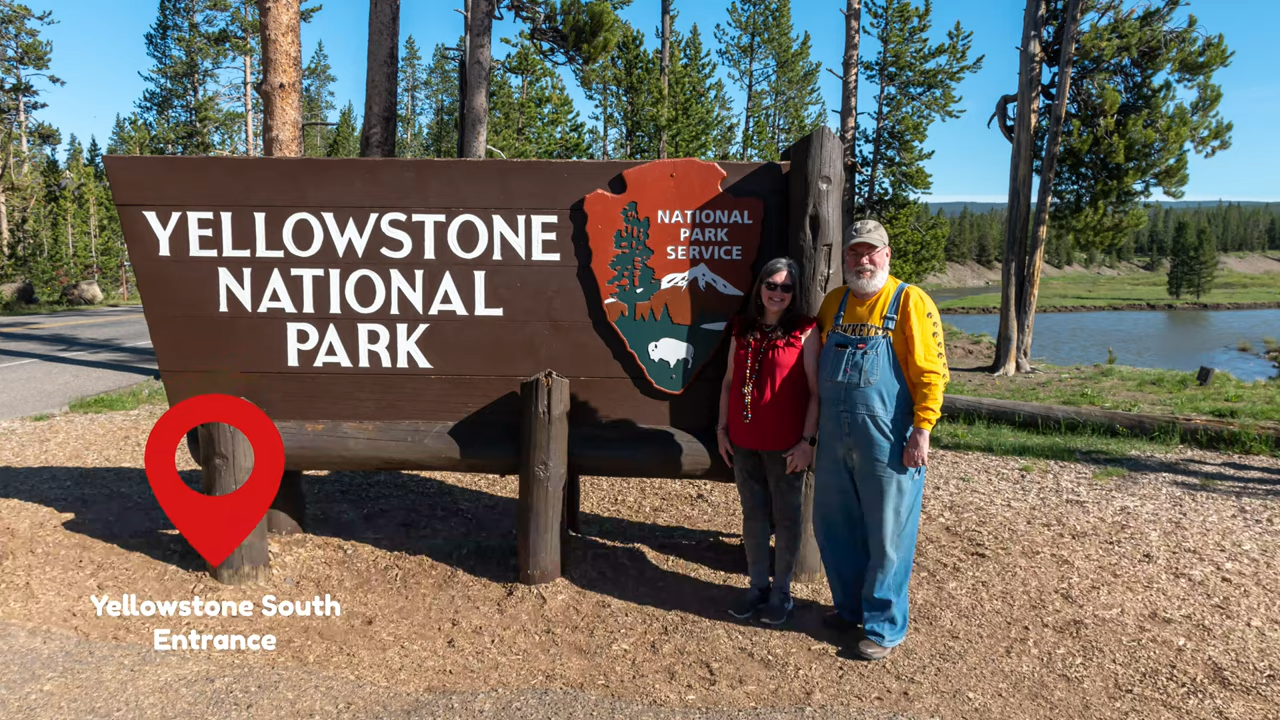 YELLOWSTONE
NATIONAL
PARK
NATIONAL
PARK
SERVICE
Yellowstone South
Entrance